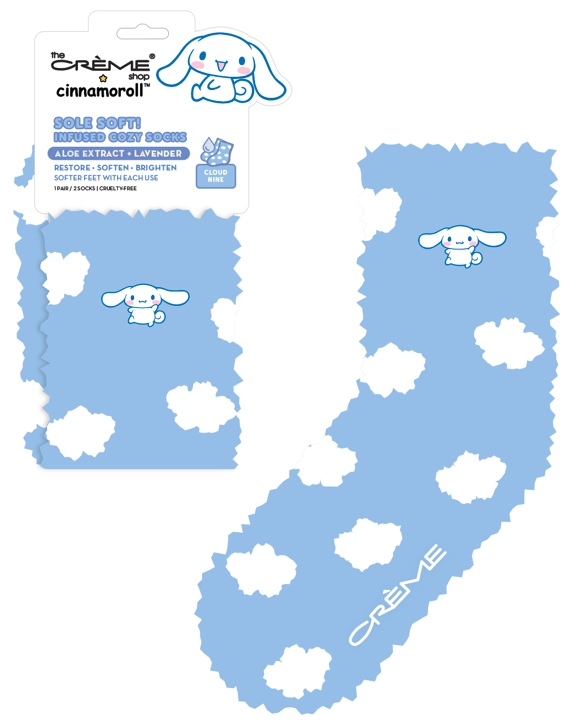 the
CRÈME®
shop
cinnamoroll™
SOLE SOFT!
INFUSED COZY SOCKS
ALOE EXTRACT • LAVENDER
RESTORE • SOFTEN • BRIGHTEN
SOFTER FEET WITH EACH USE
1 PAIR / 2 SOCKS | CRUELTY-FREE
CLOUD
NINE
CRÈME